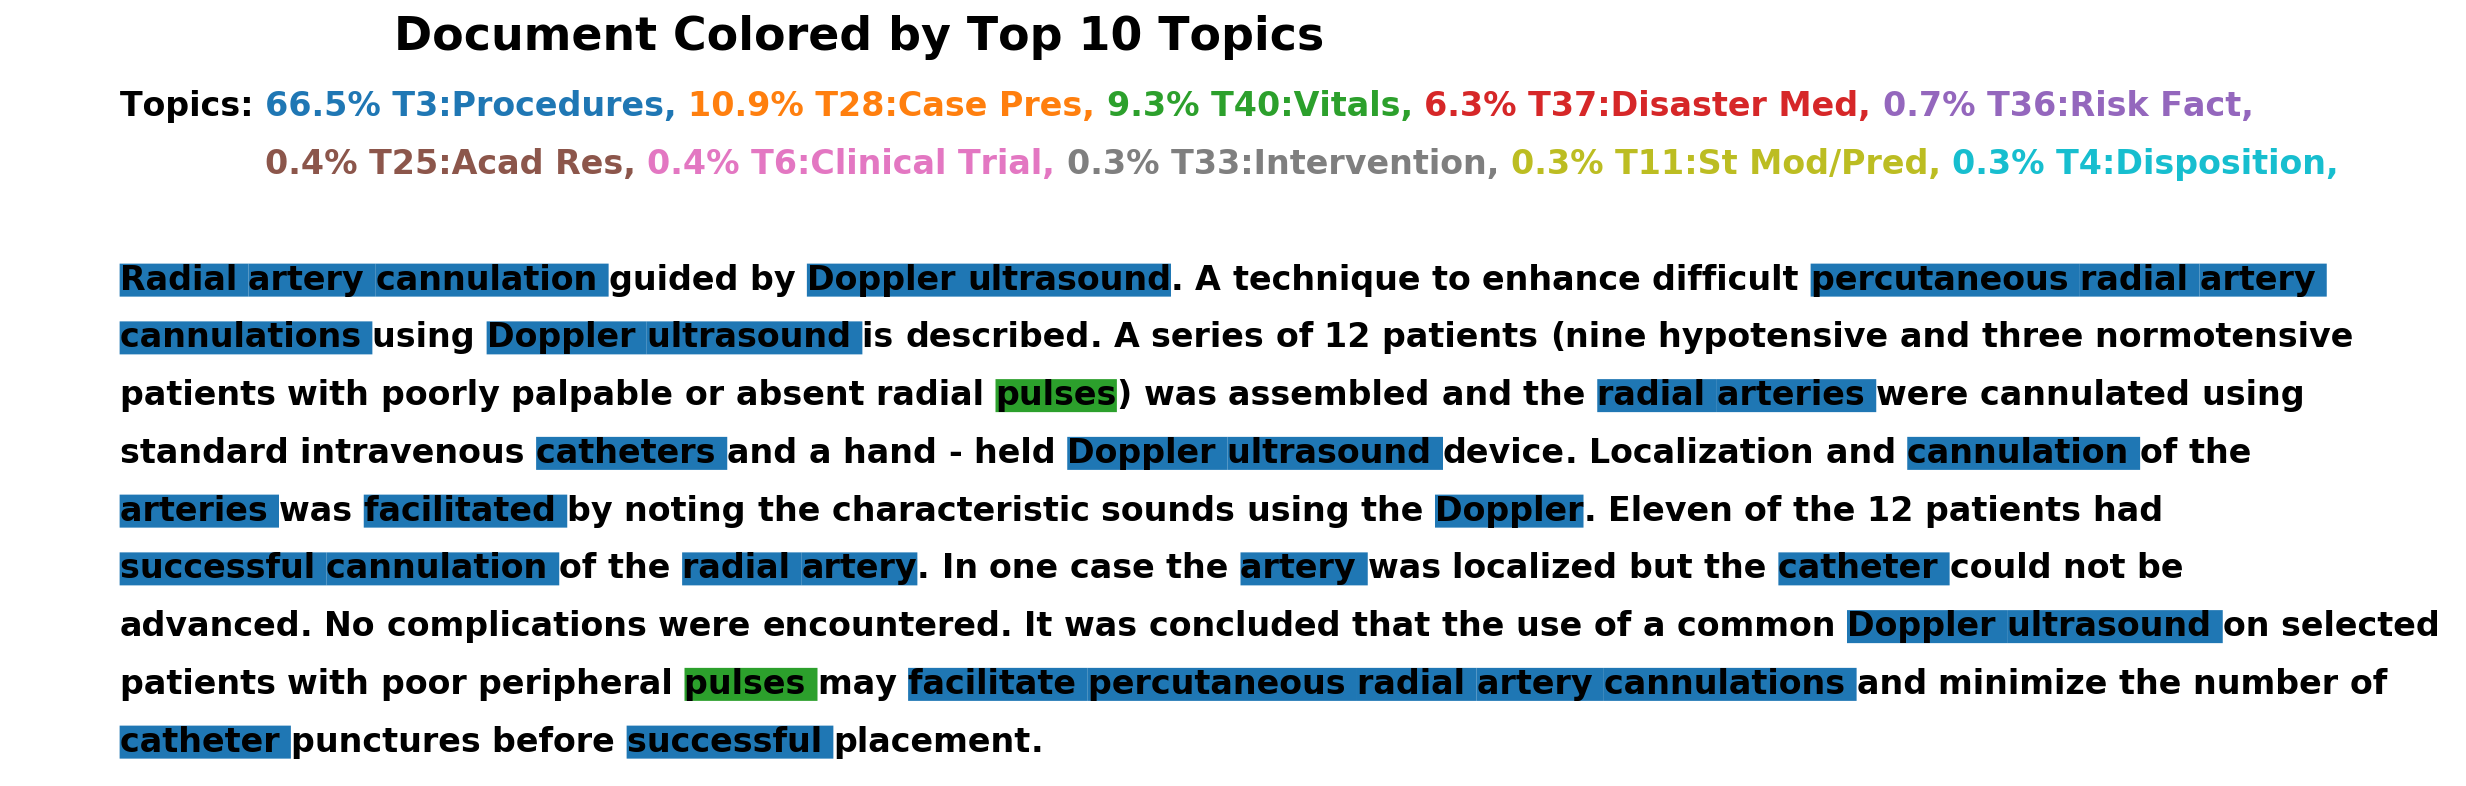 Document Colored by Top 10 Topics
Topics: 66.5% T3:Procedures, 10.9% T28:Case Pres, 9.3% T40:Vitals, 6.3% T37:Disaster Med, 0.7% T36:Risk Fact,
0.4% T25:Acad Res, 0.4% T6:Clinical Trial, 0.3% T33:Intervention, 0.3% T11:St Mod/Pred, 0.3% T4:Disposition,
Radial artery cannulation guided by Doppler ultrasound. A technique to enhance difficult percutaneous radial artery
cannulations using Doppler ultrasound is described. A series of 12 patients (nine hypotensive and three normotensive
patients with poorly palpable or absent radial pulses) was assembled and the radial arteries were cannulated using
standard intravenous catheters and a hand - held Doppler ultrasound device. Localization and cannulation of the
arteries was facilitated by noting the characteristic sounds using the Doppler. Eleven of the 12 patients had
successful cannulation of the radial artery. In one case the artery was localized but the catheter could not be
advanced. No complications were encountered. It was concluded that the use of a common Doppler ultrasound on selected
patients with poor peripheral pulses may facilitate percutaneous radial artery cannulations and minimize the number of
catheter punctures before successful placement.